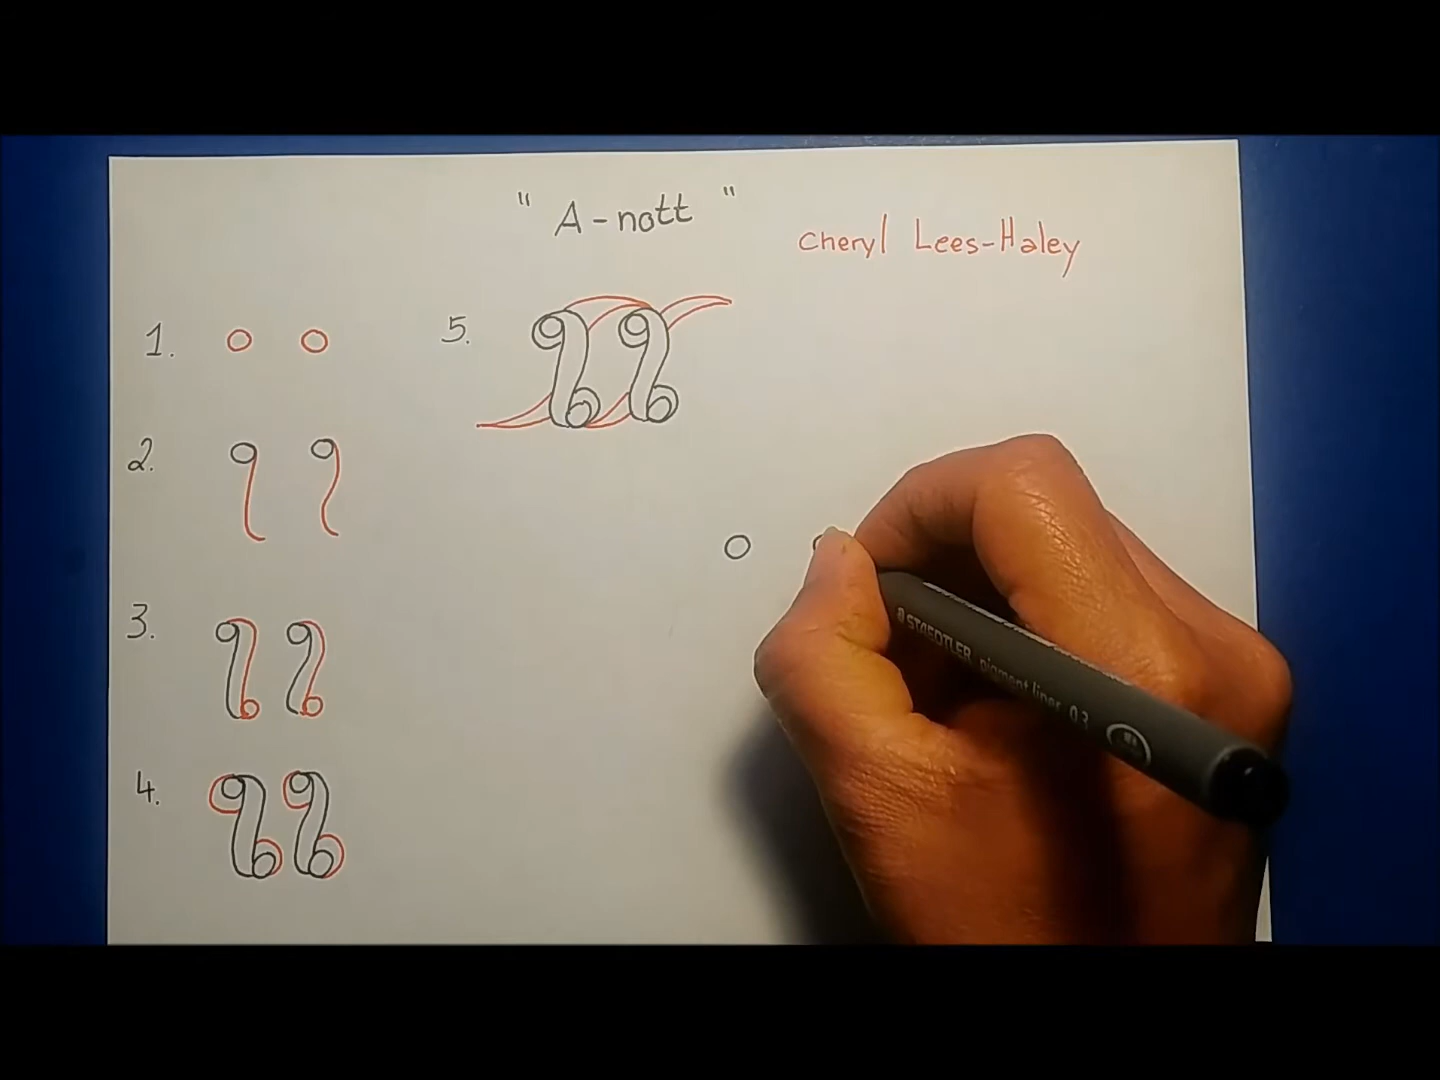 " A-nott "
Cheryl Lees-Haley
1.
2.
3.
4.
5.
STAEDTLER pigment liner 0.3